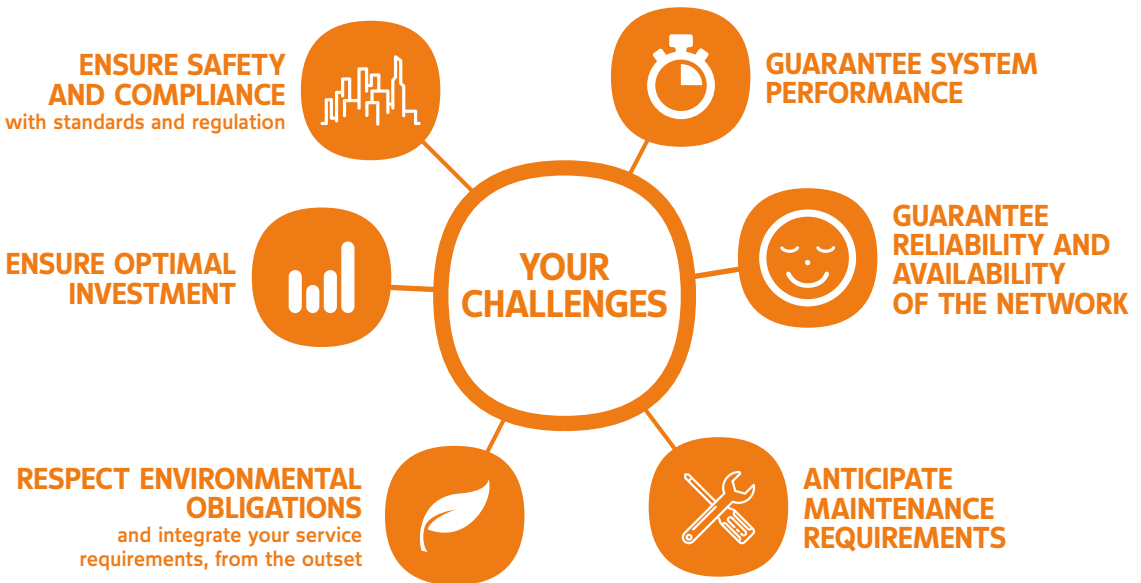 ENSURE SAFETY
AND COMPLIANCE
with standards and regulation
GUARANTEE SYSTEM
PERFORMANCE
ENSURE OPTIMAL
INVESTMENT
YOUR
CHALLENGES
GUARANTEE
RELIABILITY AND
AVAILABILITY
OF THE NETWORK
RESPECT ENVIRONMENTAL
OBLIGATIONS
and integrate your service
requirements, from the outset
ANTICIPATE
MAINTENANCE
REQUIREMENTS